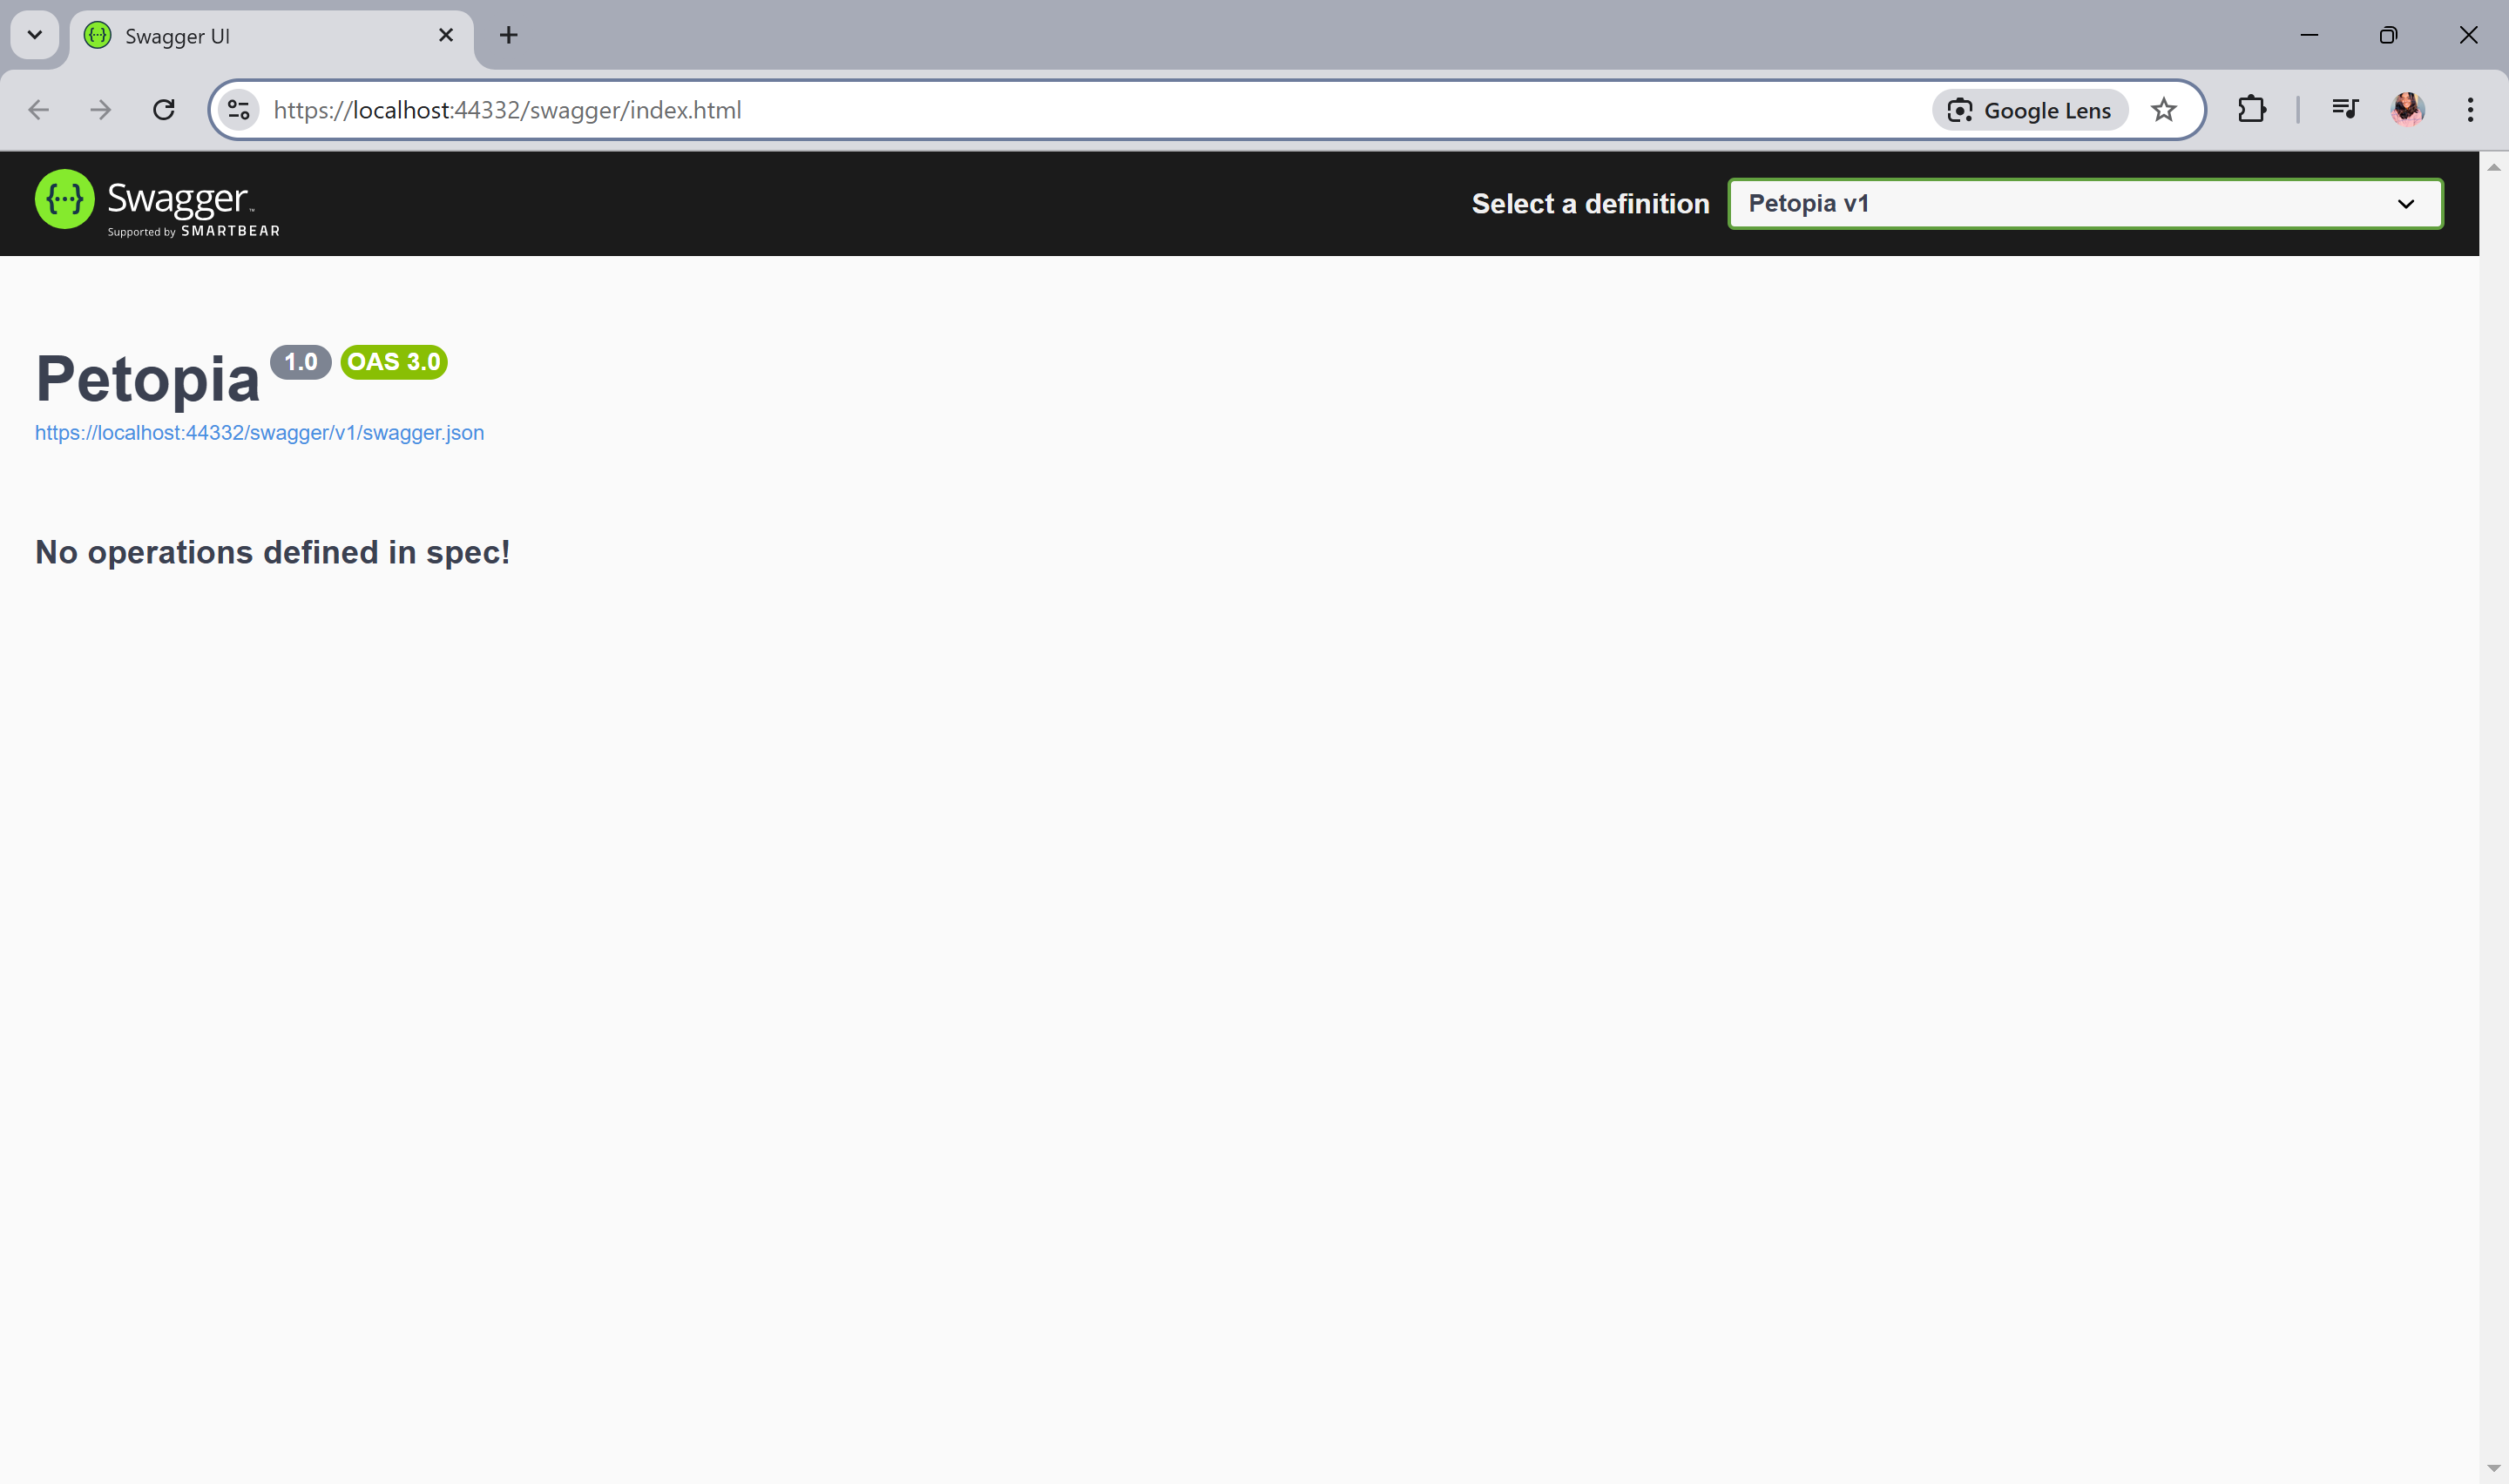 Swagger UI
https://localhost:44332/swagger/index.html
Google Lens
Swagger™
Supported by SMARTBEAR
Select a definition
Petopia v1
Petopia 1.0 OAS 3.0
https://localhost:44332/swagger/v1/swagger.json
No operations defined in spec!